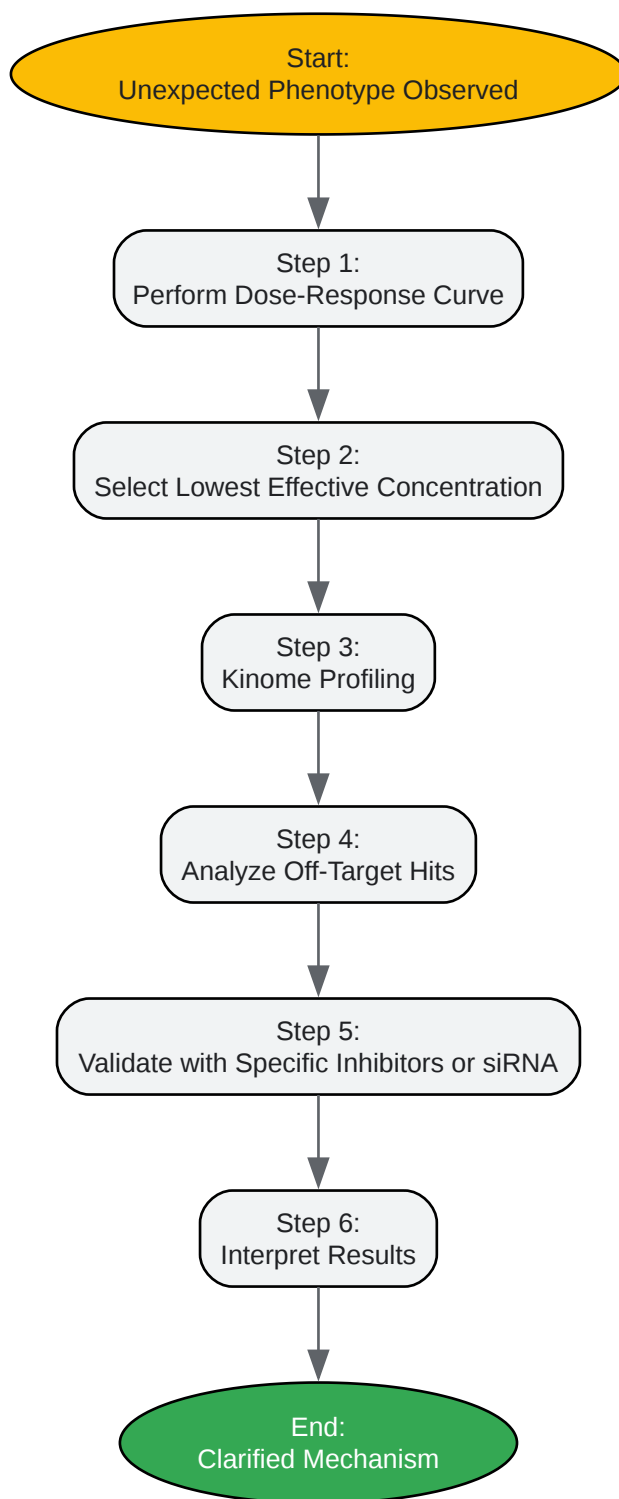 Start:
Unexpected Phenotype Observed
Step 1:
Perform Dose-Response Curve
Step 2:
Select Lowest Effective Concentration
Step 3:
Kinome Profiling
Step 4:
Analyze Off-Target Hits
Step 5:
Validate with Specific Inhibitors or siRNA
Step 6:
Interpret Results
End:
Clarified Mechanism